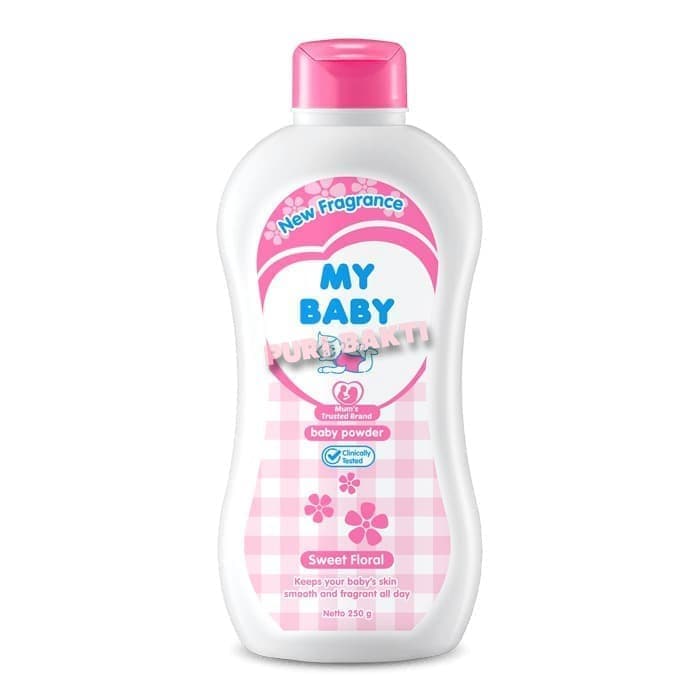 New Fragrance
MY
BABY
PURI BAKTI
Mum's
Trusted Brand
baby powder
Clinically
Tested
Sweet Floral
Keeps your baby's skin
smooth and fragrant all day
Netto 250 g